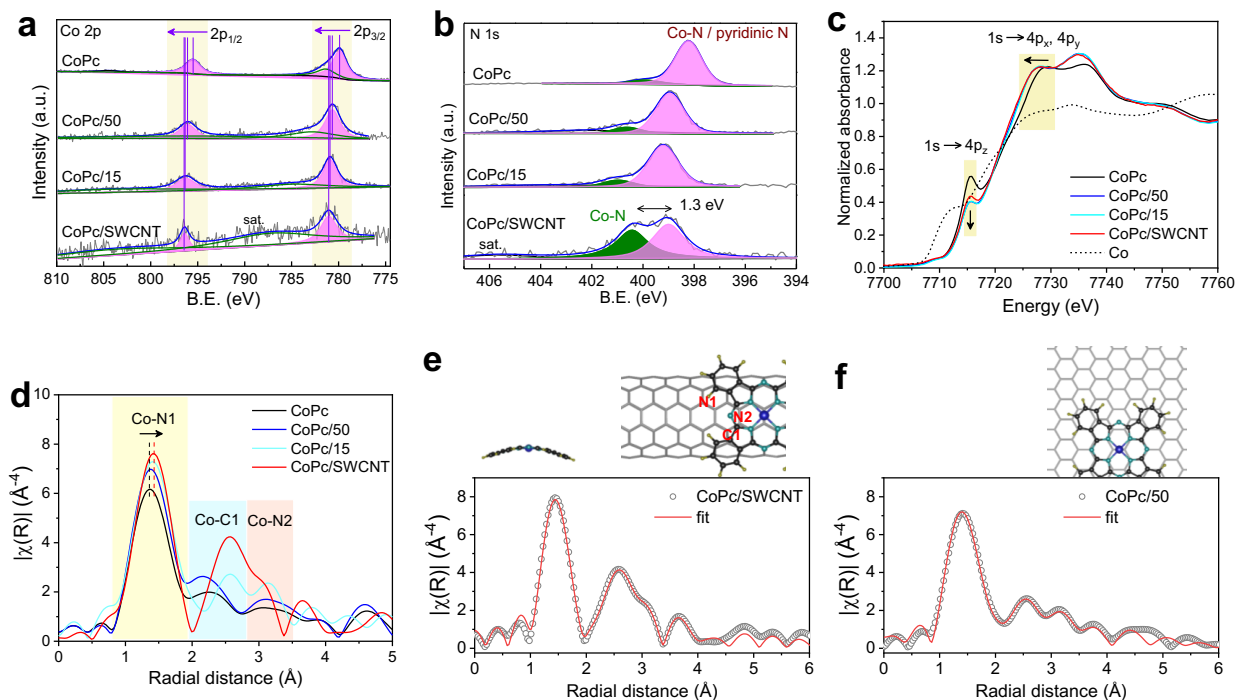 a
Co 2p
2p1/2
2p3/2
CoPc
CoPc/50
CoPc/15
CoPc/SWCNT
sat.
Intensity (a.u.)
810 805 800 795 790 785 780 775
B.E. (eV)
b
N 1s
Co-N / pyridinic N
CoPc
CoPc/50
CoPc/15
CoPc/SWCNT
Co-N
1.3 eV
sat.
Intensity (a.u.)
406 404 402 400 398 396 394
B.E. (eV)
c
1s→4px, 4py
1s→4pz
CoPc
CoPc/50
CoPc/15
CoPc/SWCNT
Co
Normalized absorbance
1.4
1.2
1.0
0.8
0.6
0.4
0.2
0.0
7700 7710 7720 7730 7740 7750 7760
Energy (eV)
d
Co-N1
CoPc
CoPc/50
CoPc/15
CoPc/SWCNT
Co-C1
Co-N2
|χ(R)| (Å-4)
10
8
6
4
2
0
0 1 2 3 4 5
Radial distance (Å)
e
N1
N2
C1
CoPc/SWCNT
fit
|χ(R)| (Å-4)
8
6
4
2
0
0 1 2 3 4 5 6
Radial distance (Å)
f
CoPc/50
fit
|χ(R)| (Å-4)
8
6
4
2
0
0 1 2 3 4 5 6
Radial distance (Å)